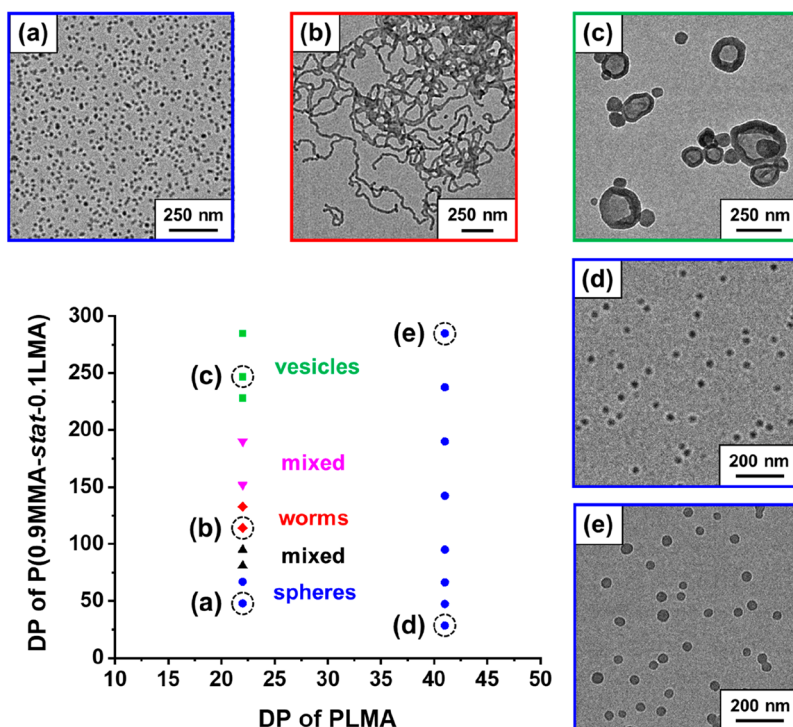 (a)
250 nm
(b)
250 nm
(c)
250 nm
(d)
200 nm
(e)
200 nm
DP of P(0.9MMA-stat-0.1LMA)
300
250
200
150
100
50
0
10
15
20
25
30
35
40
45
50
DP of PLMA
(e)
(c)
vesicles
mixed
worms
(b)
mixed
spheres
(a)
(d)